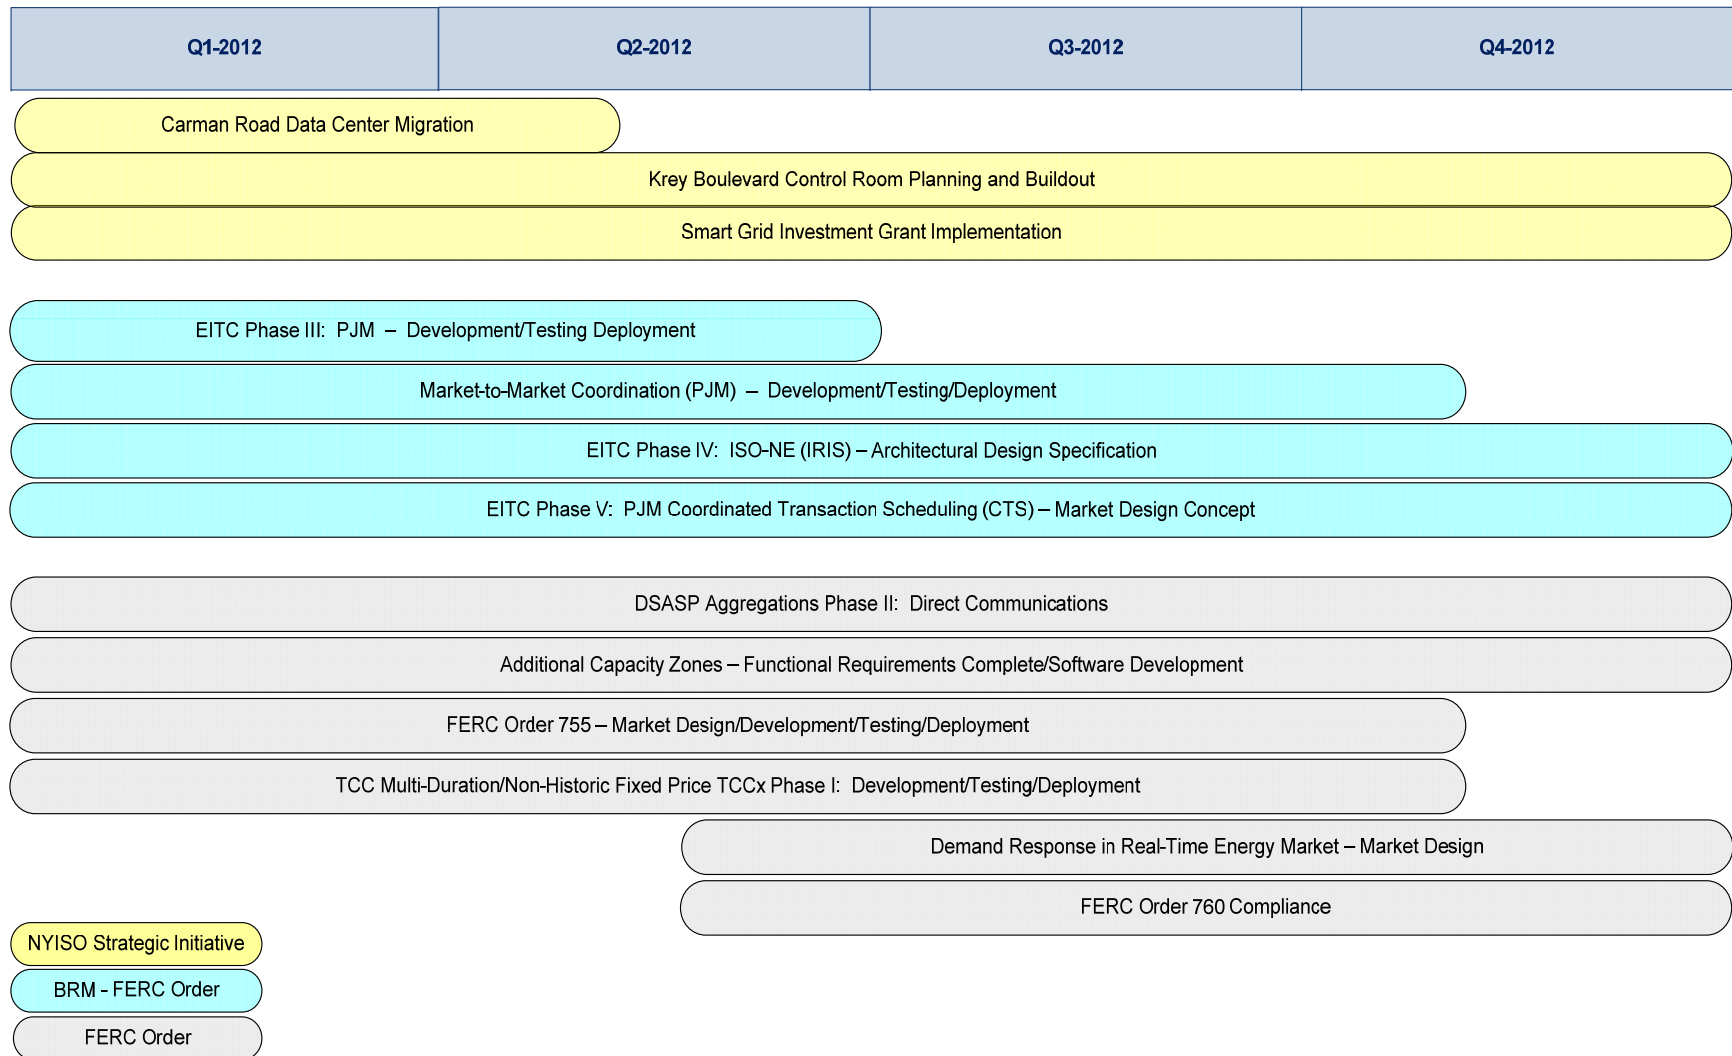 Q1-2012 Q2-2012 Q3-2012 Q4-2012
Carman Road Data Center Migration
Krey Boulevard Control Room Planning and Buildout
Smart Grid Investment Grant Implementation
EITC Phase III: PJM – Development/Testing Deployment
Market-to-Market Coordination (PJM) – Development/Testing/Deployment
EITC Phase IV: ISO-NE (IRIS) – Architectural Design Specification
EITC Phase V: PJM Coordinated Transaction Scheduling (CTS) – Market Design Concept
DSASP Aggregations Phase II: Direct Communications
Additional Capacity Zones – Functional Requirements Complete/Software Development
FERC Order 755 – Market Design/Development/Testing/Deployment
TCC Multi-Duration/Non-Historic Fixed Price TCCx Phase I: Development/Testing/Deployment
Demand Response in Real-Time Energy Market – Market Design
FERC Order 760 Compliance
NYISO Strategic Initiative
BRM - FERC Order
FERC Order